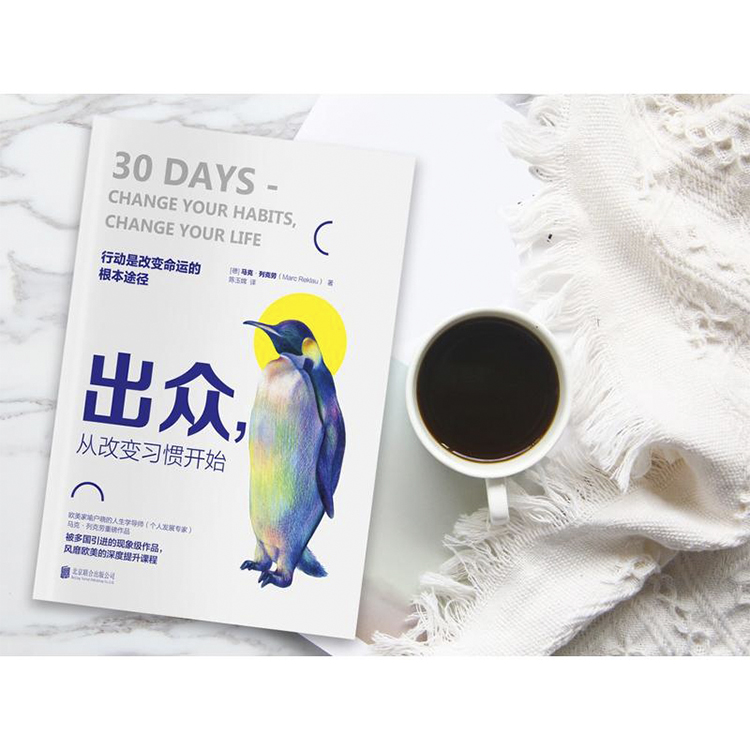 30 DAYS -
CHANGE YOUR HABITS,
CHANGE YOUR LIFE
行动是改变命运的
根本途径
[德] 马克·列克劳（Marc Reklau）著
陈玉嫦 译
出众,
从改变习惯开始
欧美家喻户晓的人生学导师（个人发展专家）
马克·列克劳重磅作品
被多国引进的现象级作品,
风靡欧美的深度提升课程
北京联合出版公司